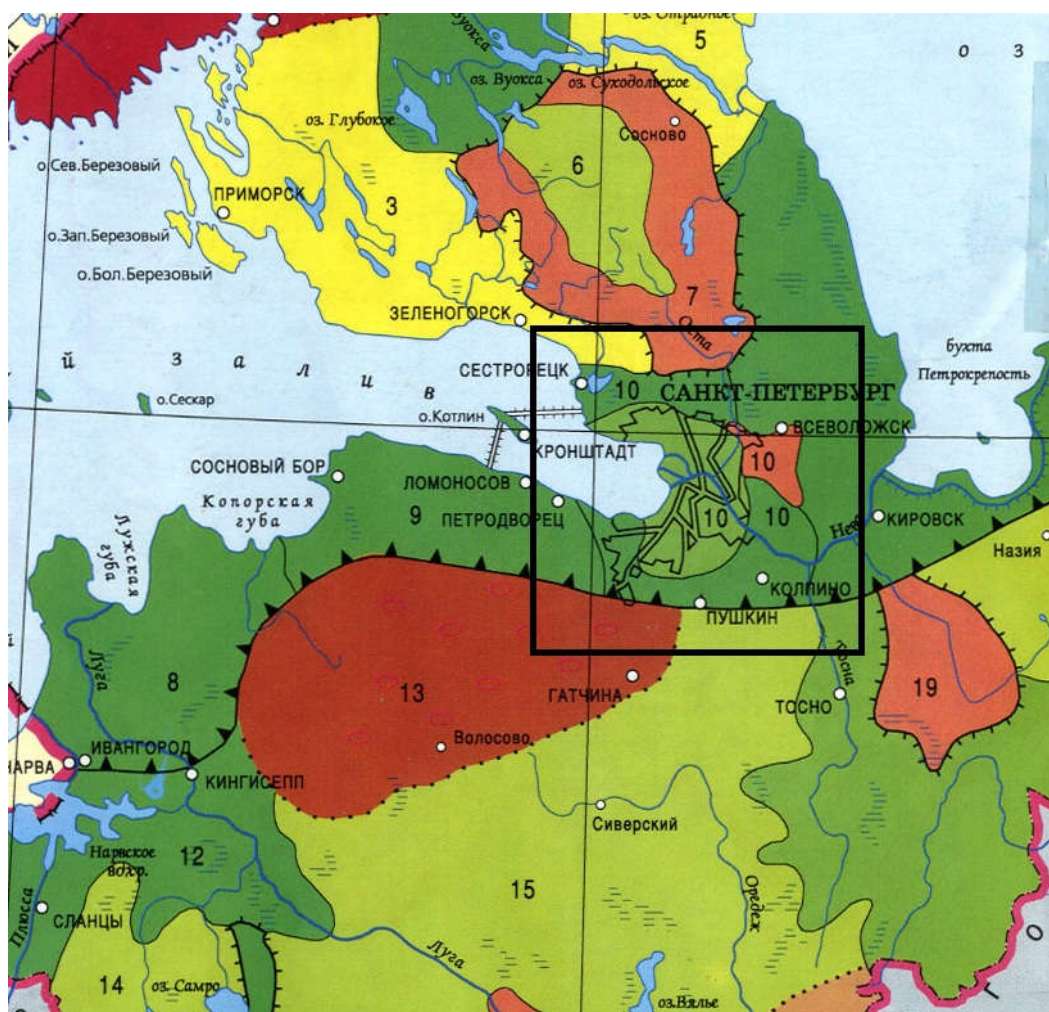 Вуокса
оз. Отрадное
5
о з
оз. Вуокса
оз. Суходольское
оз. Глубокое
Сосново
6
о.Сев.Березовый
ПРИМОРСК
3
о.Зап.Березовый
о.Бол.Березовый
7
ЗЕЛЕНОГОРСК
Охта
й з а л и в
бухта
Петрокрепость
СЕСТРОРЕЦК
10
САНКТ-ПЕТЕРБУРГ
о.Сескар
о.Котлин
ВСЕВОЛОЖСК
КРОНШТАДТ
10
СОСНОВЫЙ БОР
ЛОМОНОСОВ
Копорская
губа
9
ПЕТРОДВОРЕЦ
10
10
Нева
КИРОВСК
Лужская
губа
Назия
КОЛПИНО
ПУШКИН
Луга
8
13
ГАТЧИНА
Тосна
ТОСНО
19
ИВАНГОРОД
Волосово
НАРВА
КИНГИСЕПП
Сиверский
Нарвское
вдхр.
12
15
Плюсса
СЛАНЦЫ
Оредеж
Луга
14
оз. Самро
оз.Вялье